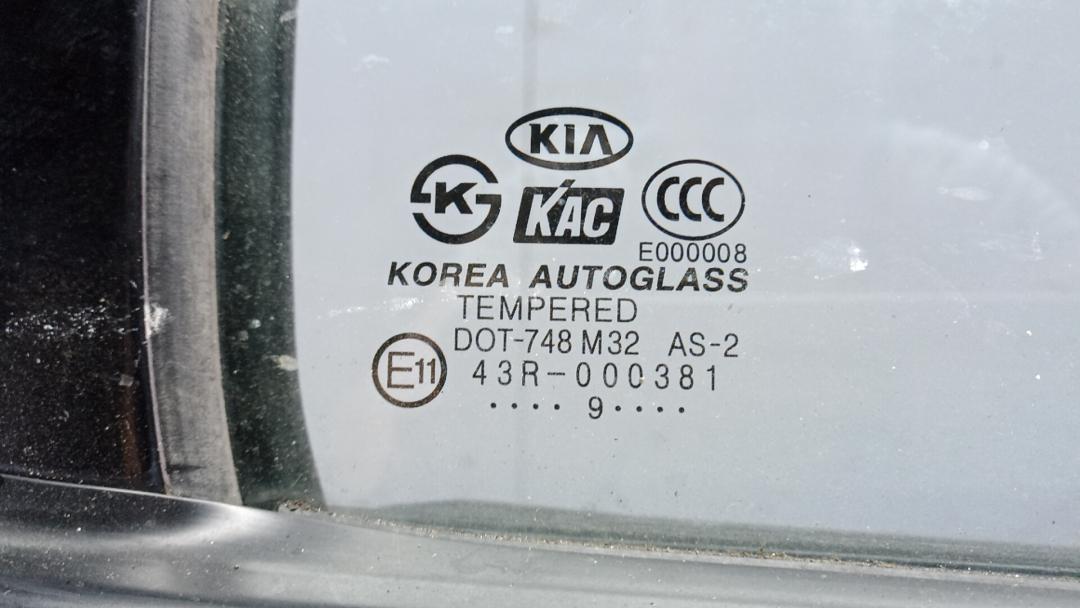 KIA
K
KAC
CCC
E000008
KOREA AUTOGLASS
TEMPERED
DOT-748 M32 AS-2
E11
43R-000381
•••• 9 ••••